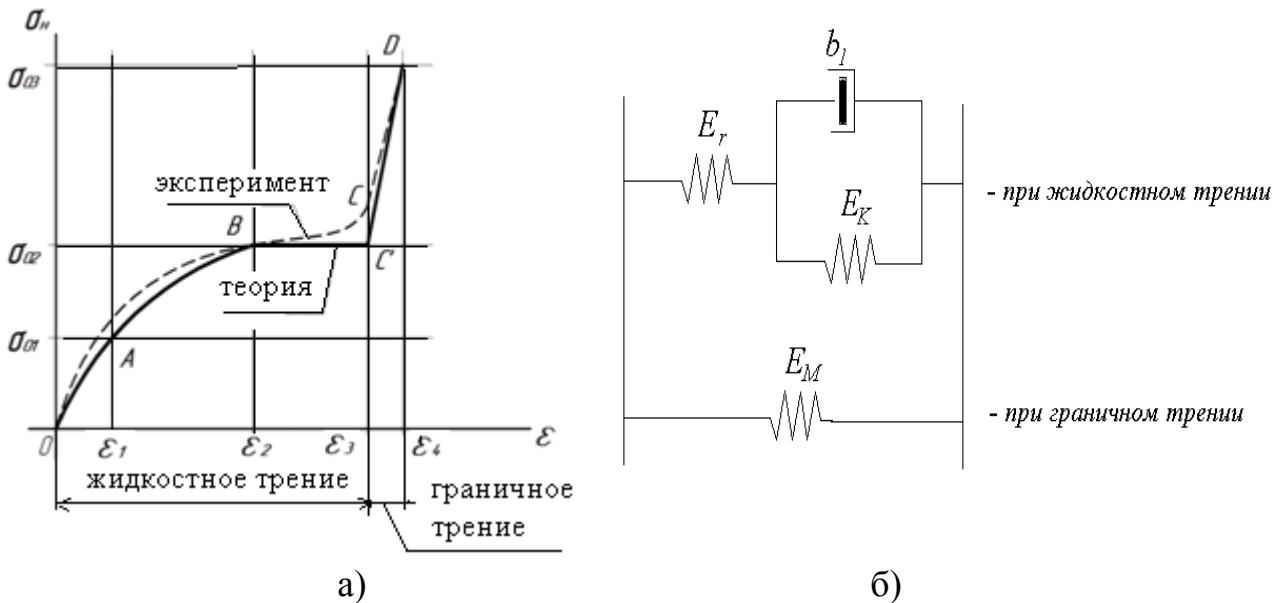 σн
D
σ03
эксперимент
C
B
σ02
C'
теория
σ01
A
0
ε1
ε2
ε3
ε4
ε
жидкостное трение
граничное
трение
а)
b1
Er
EK
- при жидкостном трении
EM
- при граничном трении
б)